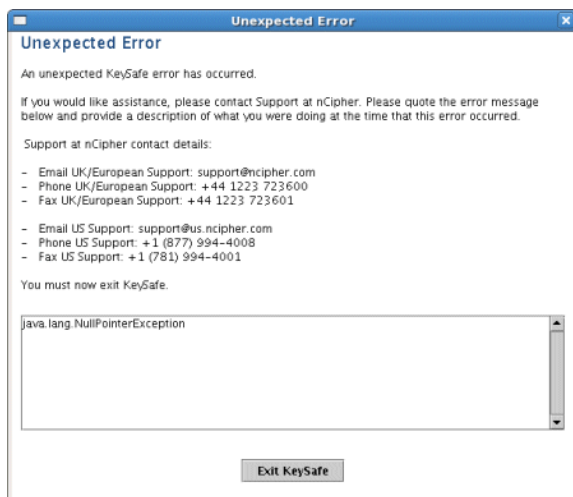 Unexpected Error
Unexpected Error
An unexpected KeySafe error has occurred.
If you would like assistance, please contact Support at nCipher. Please quote the error message
below and provide a description of what you were doing at the time that this error occurred.
Support at nCipher contact details:
– Email UK/European Support: support@ncipher.com
– Phone UK/European Support: +44 1223 723600
– Fax UK/European Support: +44 1223 723601
– Email US Support: support@us.ncipher.com
– Phone US Support: +1 (877) 994-4008
– Fax US Support: +1 (781) 994-4001
You must now exit KeySafe.
java.lang.NullPointerException
Exit KeySafe